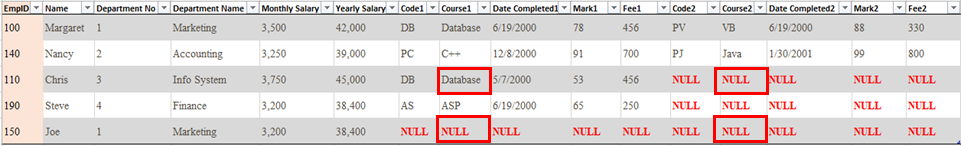 EmpID Name Department No Department Name Monthly Salary Yearly Salary Code1 Course1 Date Completed1 Mark1 Fee1 Code2 Course2 Date Completed2 Mark2 Fee2
100 Margaret 1 Marketing 3,500 42,000 DB Database 6/19/2000 78 456 PV VB 6/19/2000 88 330
140 Nancy 2 Accounting 3,250 39,000 PC C++ 12/8/2000 91 700 PJ Java 1/30/2001 99 800
110 Chris 3 Info System 3,750 45,000 DB Database 5/7/2000 53 456 NULL NULL NULL NULL NULL
190 Steve 4 Finance 3,200 38,400 AS ASP 6/19/2000 65 250 NULL NULL NULL NULL NULL
150 Joe 1 Marketing 3,200 38,400 NULL NULL NULL NULL NULL NULL NULL NULL NULL NULL